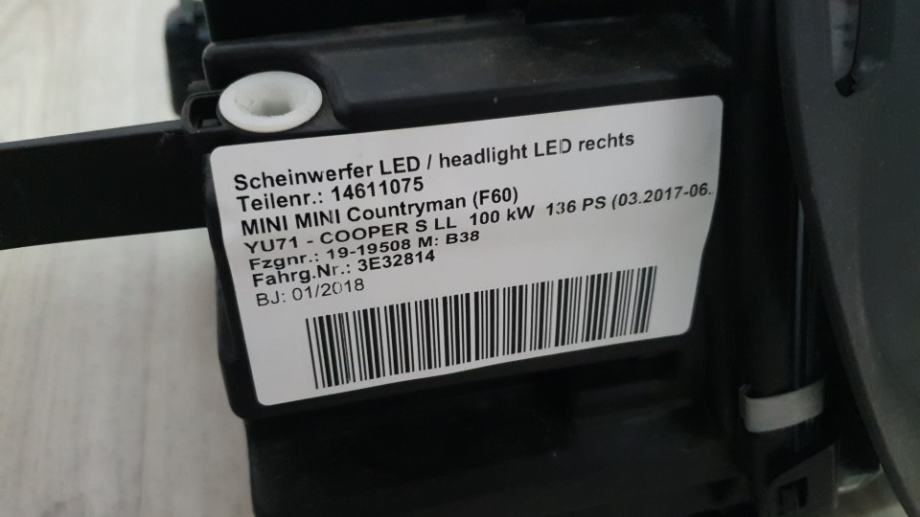 Scheinwerfer LED / headlight LED rechts
Teilenr.: 14611075
MINI MINI Countryman (F60)
YU71 - COOPER S LL 100 kW 136 PS (03.2017-06.
Fzgnr.: 19-19508 M: B38
Fahrg.Nr.: 3E32814
BJ: 01/2018